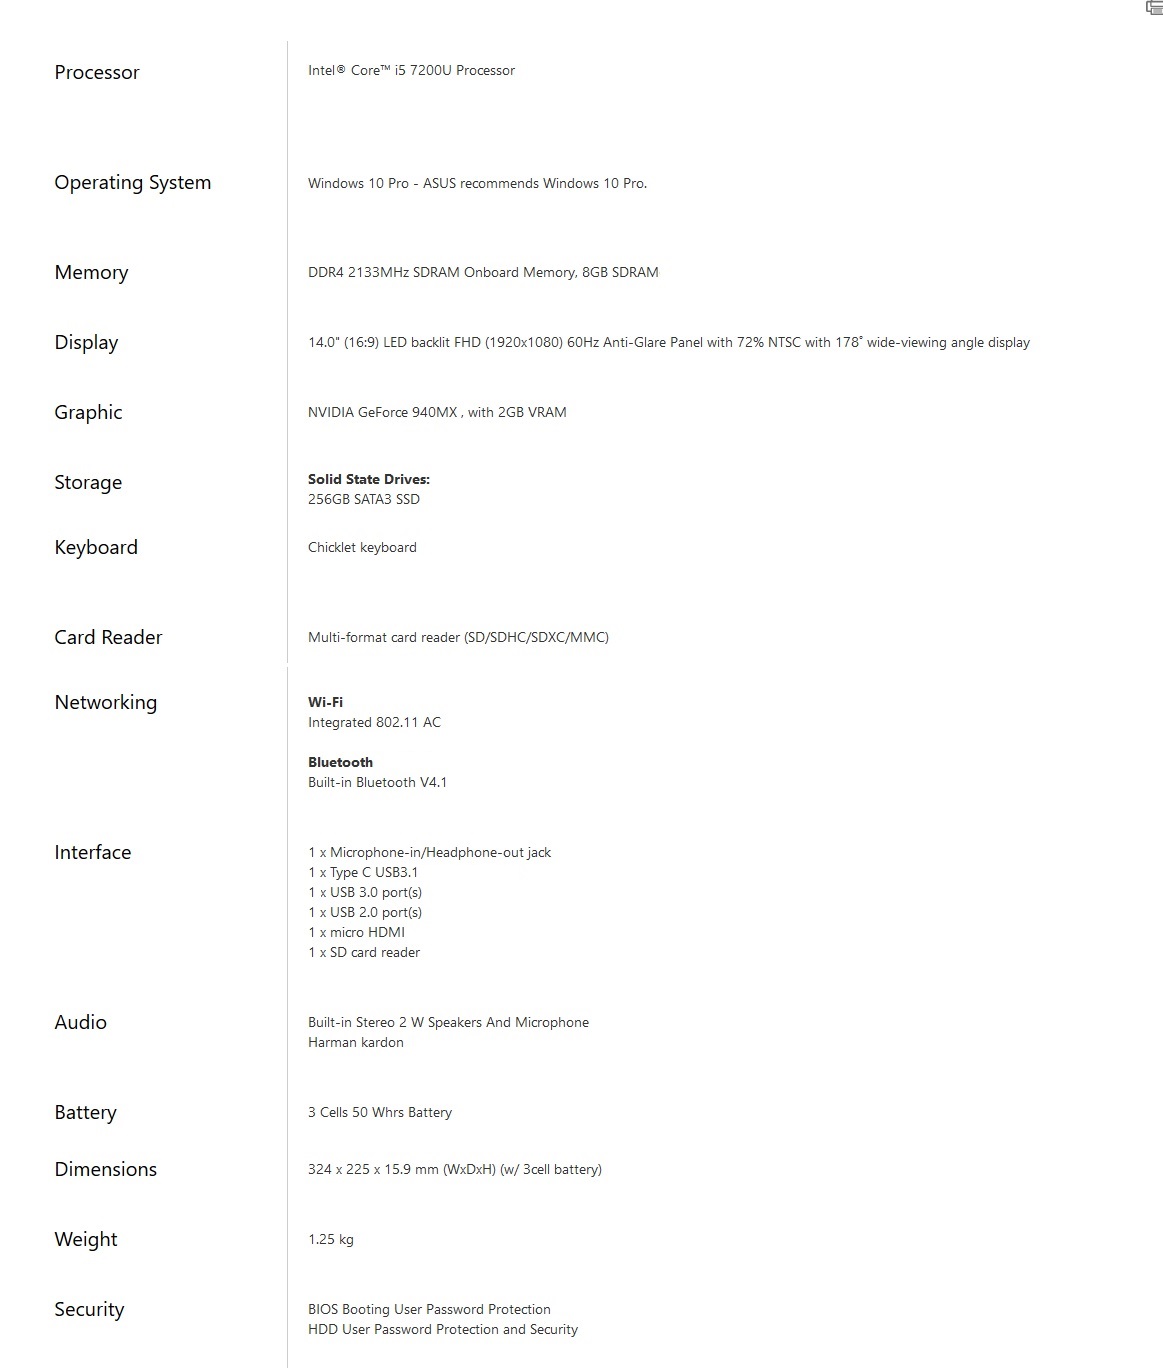 Processor
Intel® Core™ i5 7200U Processor
Operating System
Windows 10 Pro - ASUS recommends Windows 10 Pro.
Memory
DDR4 2133MHz SDRAM Onboard Memory, 8GB SDRAM
Display
14.0" (16:9) LED backlit FHD (1920x1080) 60Hz Anti-Glare Panel with 72% NTSC with 178˚ wide-viewing angle display
Graphic
NVIDIA GeForce 940MX , with 2GB VRAM
Storage
Solid State Drives:
256GB SATA3 SSD
Keyboard
Chicklet keyboard
Card Reader
Multi-format card reader (SD/SDHC/SDXC/MMC)
Networking
Wi-Fi
Integrated 802.11 AC
Bluetooth
Built-in Bluetooth V4.1
Interface
1 x Microphone-in/Headphone-out jack
1 x Type C USB3.1
1 x USB 3.0 port(s)
1 x USB 2.0 port(s)
1 x micro HDMI
1 x SD card reader
Audio
Built-in Stereo 2 W Speakers And Microphone
Harman kardon
Battery
3 Cells 50 Whrs Battery
Dimensions
324 x 225 x 15.9 mm (WxDxH) (w/ 3cell battery)
Weight
1.25 kg
Security
BIOS Booting User Password Protection
HDD User Password Protection and Security